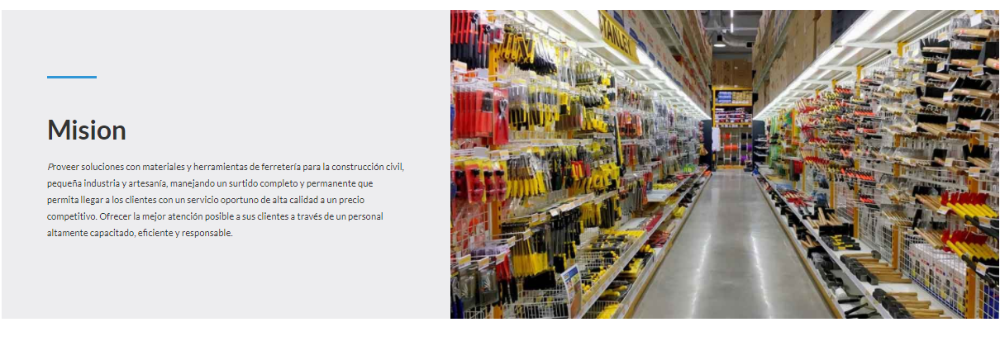 Mision
Proveer soluciones con materiales y herramientas de ferretería para la construcción civil,
pequeña industria y artesanía, manejando un surtido completo y permanente que
permita llegar a los clientes con un servicio oportuno de alta calidad a un precio
competitivo. Ofrecer la mejor atención posible a sus clientes a través de un personal
altamente capacitado, eficiente y responsable.
STANLEY